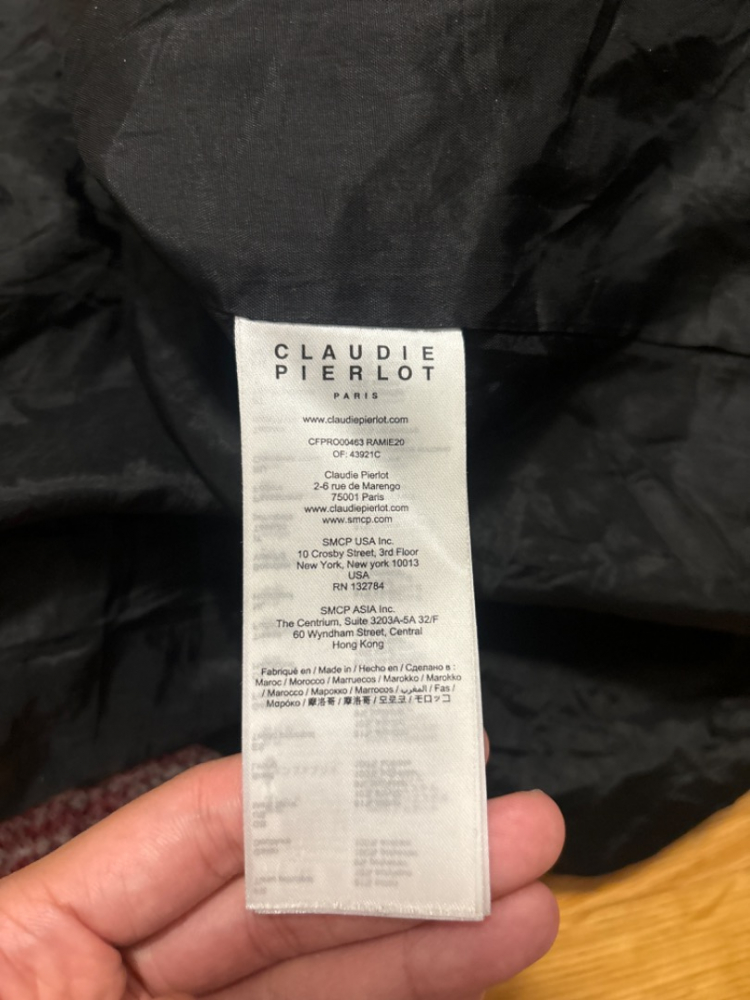 CLAUDIE
PIERLOT
PARIS
www.claudiepierlot.com
CFPRO00463 RAMIE20
OF: 43921C
Claudie Pierlot
2-6 rue de Marengo
75001 Paris
www.claudiepierlot.com
www.smcp.com
SMCP USA Inc.
10 Crosby Street, 3rd Floor
New York, New york 10013
USA
RN 132784
SMCP ASIA Inc.
The Centrium, Suite 3203A-5A 32/F
60 Wyndham Street, Central
Hong Kong
Fabriqué en / Made in / Hecho en / Сделано в :
Maroc / Morocco / Marruecos / Marokko / Marokko
/ Marocco / Марокко / Marrocos / المغرب / Fas /
Μαρόκο / 摩洛哥 / 摩洛哥 / 모로코 / モロッコ